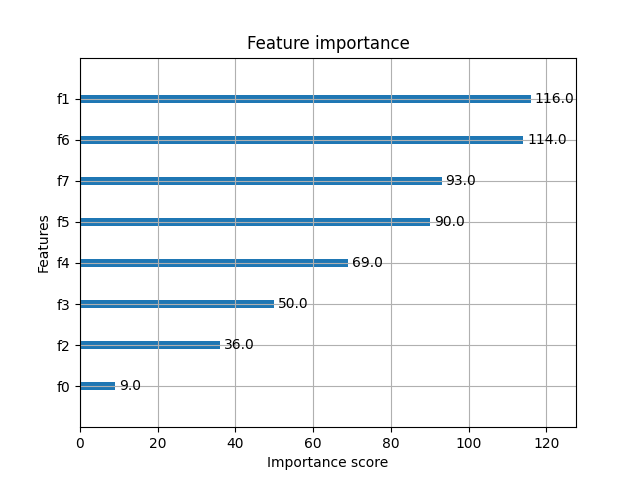 Feature importance
f1 116.0
f6 114.0
f7 93.0
f5 90.0
f4 69.0
f3 50.0
f2 36.0
f0 9.0
Features
0 20 40 60 80 100 120
Importance score